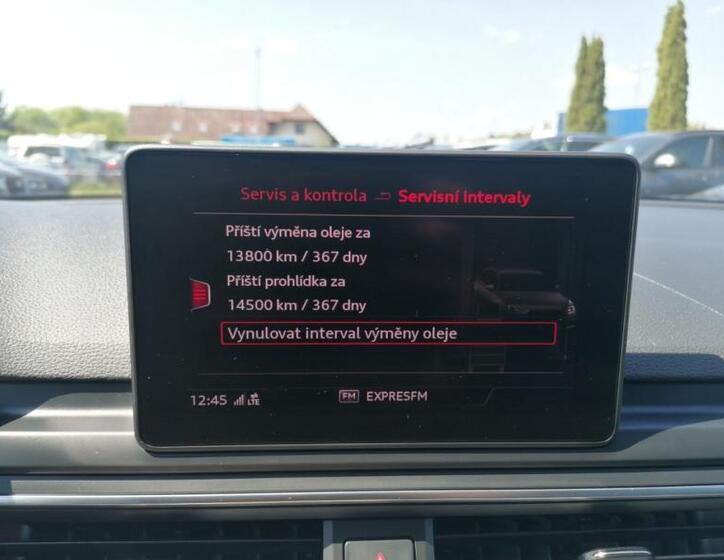 Servis a kontrola Servisní intervaly
Příští výměna oleje za
13800 km / 367 dny
Příští prohlídka za
14500 km / 367 dny
Vynulovat interval výměny oleje
12:45 LTE FM EXPRESFM